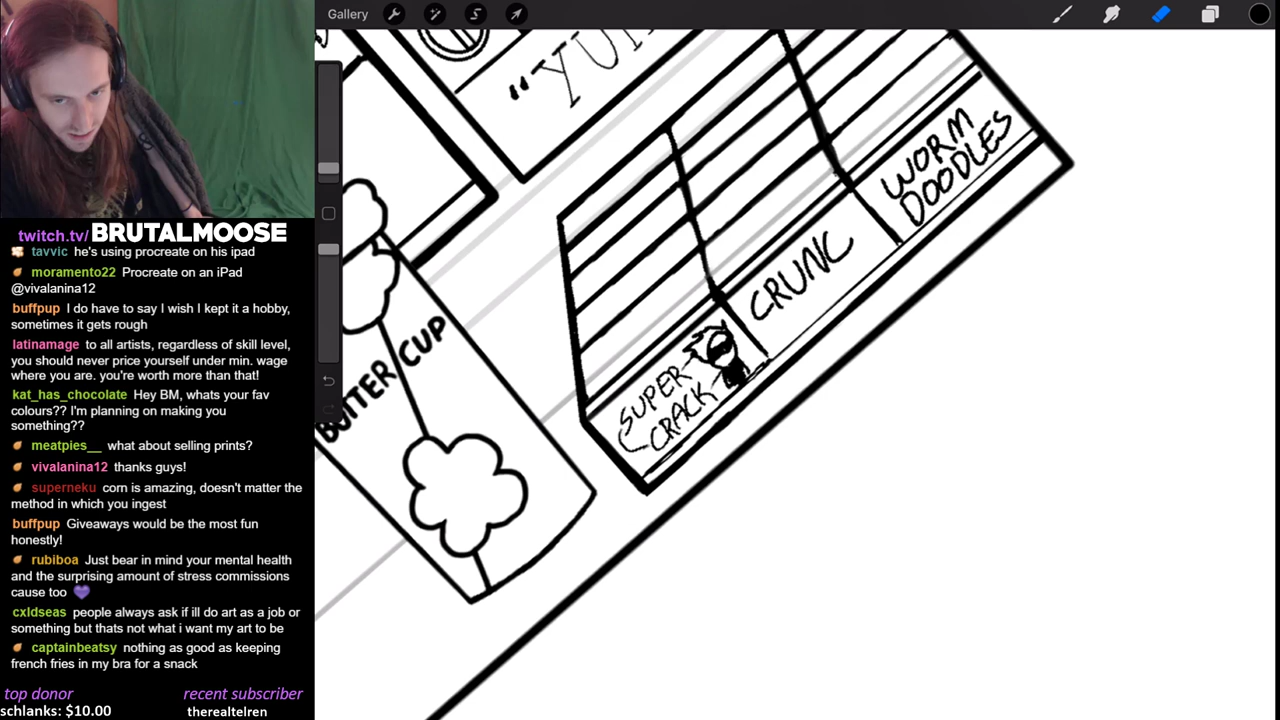 Gallery
twitch.tv/BRUTALMOOSE
tavvic he's using procreate on his ipad
moramento22 Procreate on an iPad
@vivalanina12
buffpup I do have to say I wish I kept it a hobby,
sometimes it gets rough
latinamage to all artists, regardless of skill level,
you should never price yourself under min. wage
where you are. you're worth more than that!
kat_has_chocolate Hey BM, whats your fav
colours?? I'm planning on making you
something??
meatpies__ what about selling prints?
vivalanina12 thanks guys!
superneku corn is amazing, doesn't matter the
method in which you ingest
buffpup Giveaways would be the most fun
honestly!
rubiboa Just bear in mind your mental health
and the surprising amount of stress commissions
cause too
cxldseas people always ask if ill do art as a job or
something but thats not what i want my art to be
captainbeatsy nothing as good as keeping
french fries in my bra for a snack
top donor
schlanks: $10.00
recent subscriber
therealtelren
BUTTER CUP
SUPER
CRACK
CRUNC
WORM
DOODLES